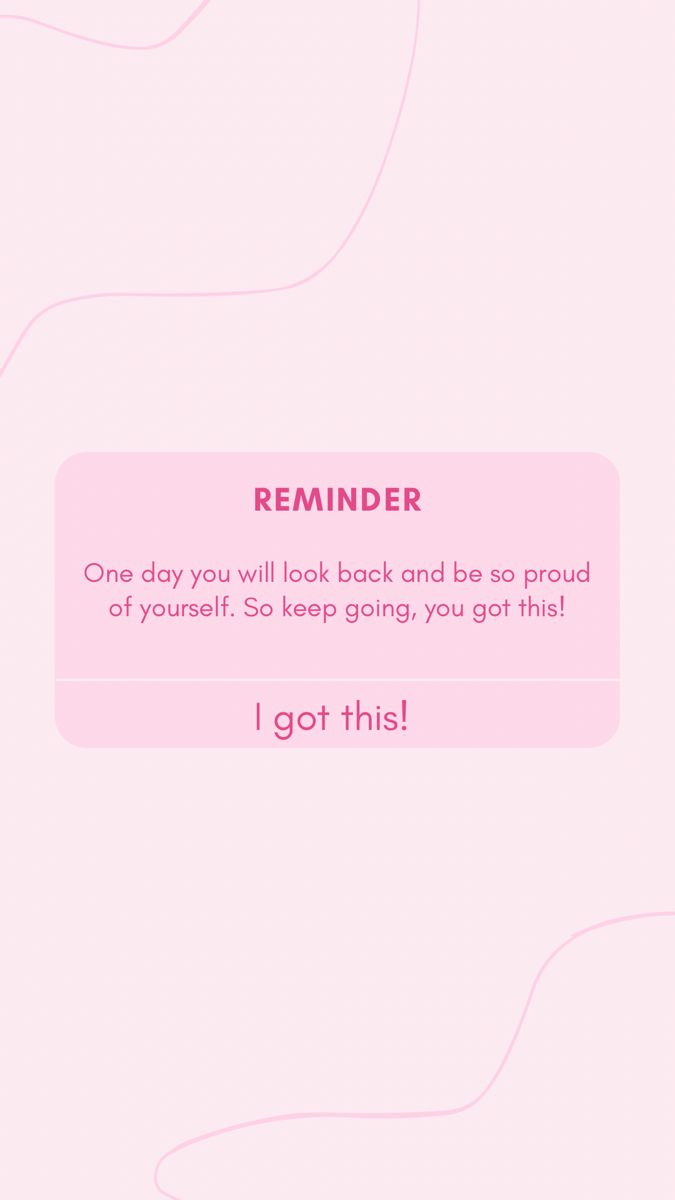 REMINDER
One day you will look back and be so proud
of yourself. So keep going, you got this!
I got this!